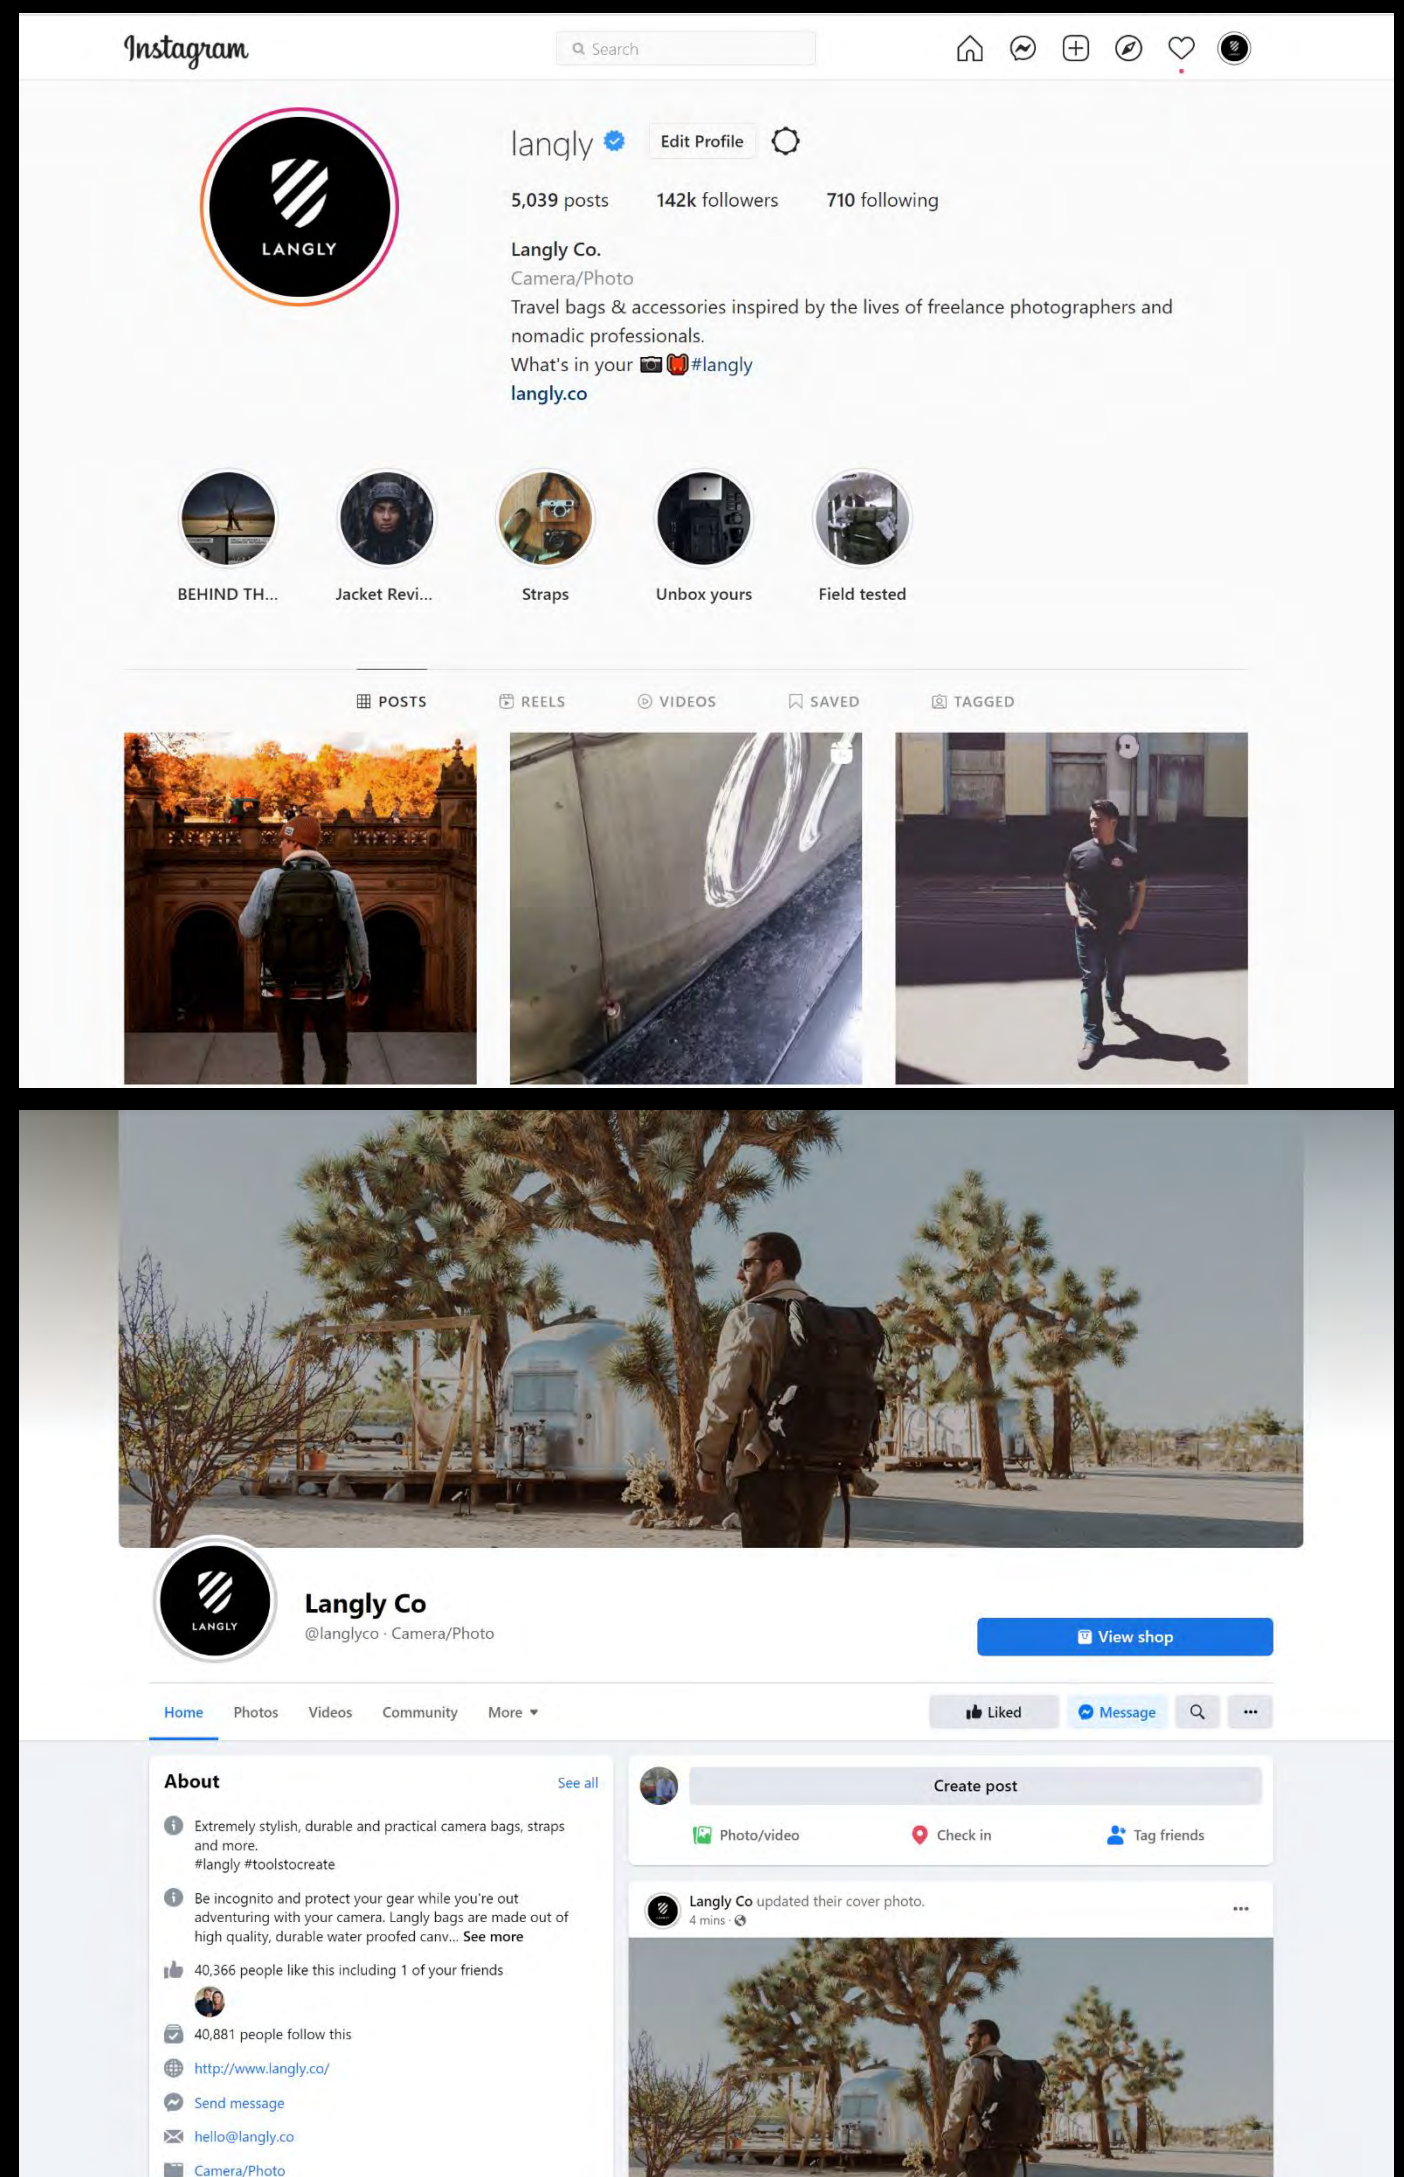 Instagram
Search
langly
Edit Profile
5,039 posts 142k followers 710 following
LANGLY
Langly Co.
Camera/Photo
Travel bags & accessories inspired by the lives of freelance photographers and
nomadic professionals.
What's in your 📷🎒#langly
langly.co
BEHIND TH... Jacket Revi... Straps Unbox yours Field tested
POSTS REELS VIDEOS SAVED TAGGED
LANGLY
Langly Co
@langlyco · Camera/Photo
View shop
Home Photos Videos Community More
Liked Message
About See all
Extremely stylish, durable and practical camera bags, straps
and more.
#langly #toolstocreate
Be incognito and protect your gear while you're out
adventuring with your camera. Langly bags are made out of
high quality, durable water proofed canv... See more
40,366 people like this including 1 of your friends
40,881 people follow this
http://www.langly.co/
Send message
hello@langly.co
Camera/Photo
Create post
Photo/video Check in Tag friends
Langly Co updated their cover photo.
4 mins ·